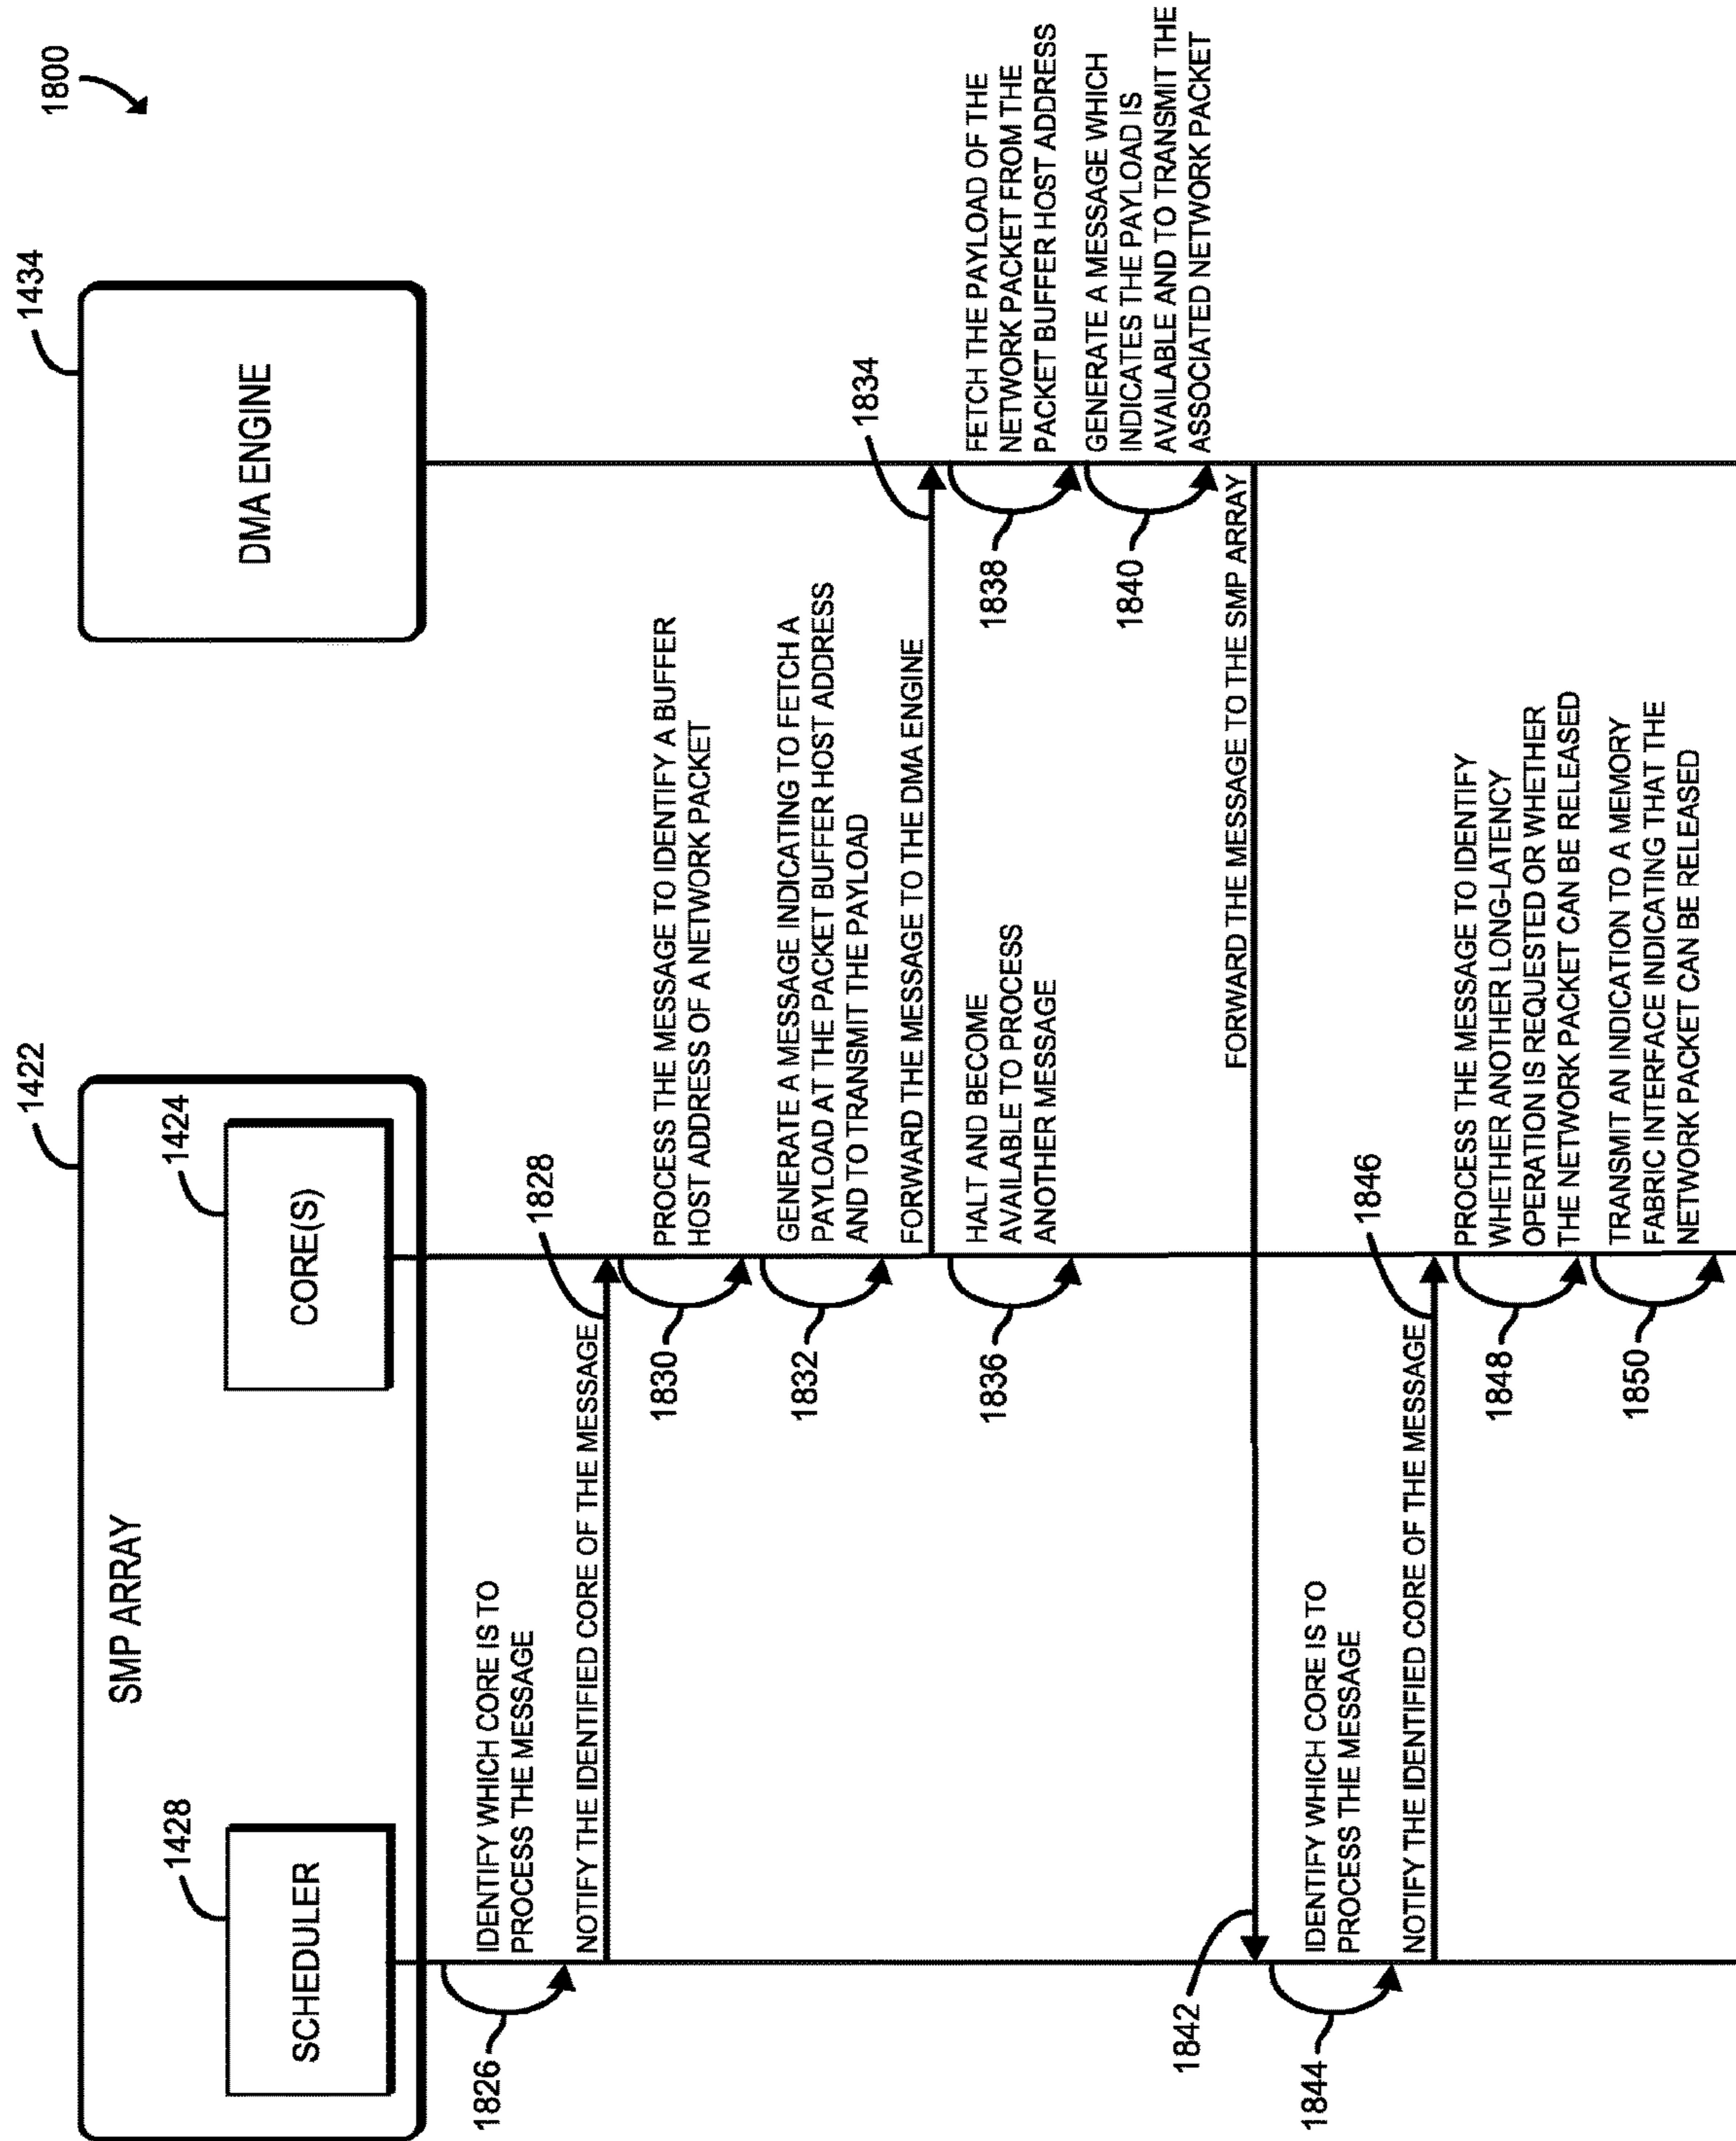 1800
SMP ARRAY
1422
SCHEDULER
1428
CORE(S)
1424
DMA ENGINE
1434
IDENTIFY WHICH CORE IS TO
PROCESS THE MESSAGE
1826
NOTIFY THE IDENTIFIED CORE OF THE MESSAGE
1828
PROCESS THE MESSAGE TO IDENTIFY A BUFFER
HOST ADDRESS OF A NETWORK PACKET
1830
GENERATE A MESSAGE INDICATING TO FETCH A
PAYLOAD AT THE PACKET BUFFER HOST ADDRESS
AND TO TRANSMIT THE PAYLOAD
1832
FORWARD THE MESSAGE TO THE DMA ENGINE
1834
HALT AND BECOME
AVAILABLE TO PROCESS
ANOTHER MESSAGE
1836
FETCH THE PAYLOAD OF THE
NETWORK PACKET FROM THE
PACKET BUFFER HOST ADDRESS
1838
GENERATE A MESSAGE WHICH
INDICATES THE PAYLOAD IS
AVAILABLE AND TO TRANSMIT THE
ASSOCIATED NETWORK PACKET
1840
FORWARD THE MESSAGE TO THE SMP ARRAY
1842
IDENTIFY WHICH CORE IS TO
PROCESS THE MESSAGE
1844
NOTIFY THE IDENTIFIED CORE OF THE MESSAGE
1846
PROCESS THE MESSAGE TO IDENTIFY
WHETHER ANOTHER LONG-LATENCY
OPERATION IS REQUESTED OR WHETHER
THE NETWORK PACKET CAN BE RELEASED
1848
TRANSMIT AN INDICATION TO A MEMORY
FABRIC INTERFACE INDICATING THAT THE
NETWORK PACKET CAN BE RELEASED
1850